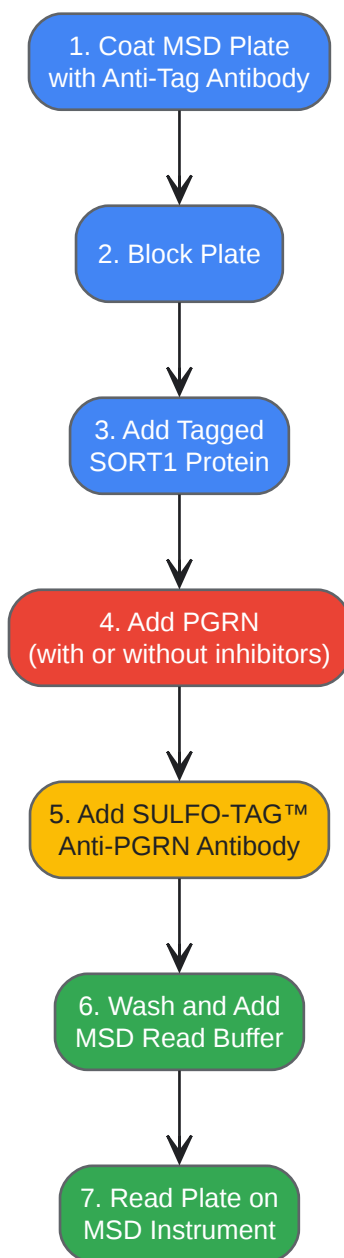 1. Coat MSD Plate
with Anti-Tag Antibody
2. Block Plate
3. Add Tagged
SORT1 Protein
4. Add PGRN
(with or without inhibitors)
5. Add SULFO-TAG™
Anti-PGRN Antibody
6. Wash and Add
MSD Read Buffer
7. Read Plate on
MSD Instrument